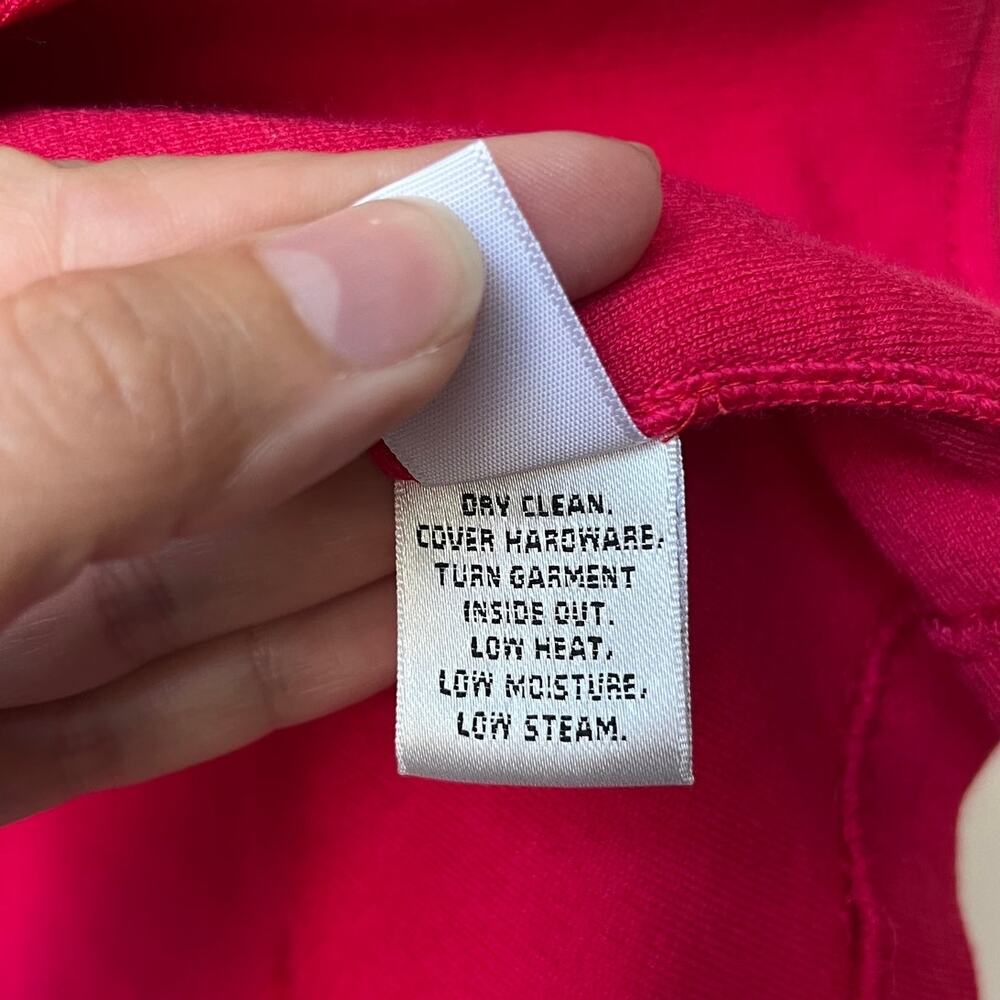 DRY CLEAN.
COVER HARDWARE.
TURN GARMENT
INSIDE OUT.
LOW HEAT.
LOW MOISTURE.
LOW STEAM.